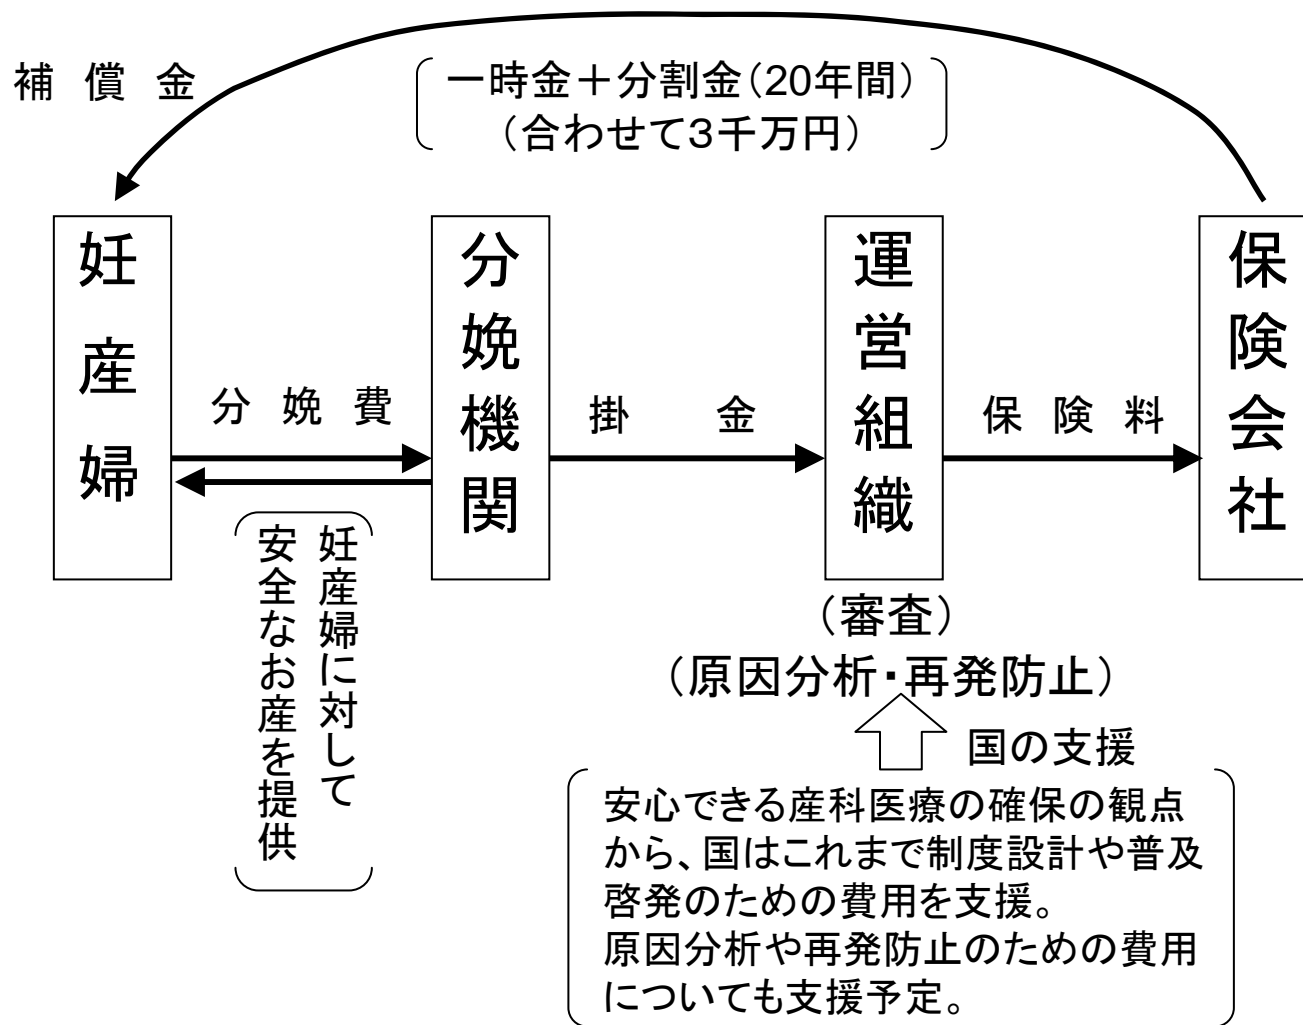 補償金
一時金＋分割金（20年間）
（合わせて３千万円）
妊産婦
分娩機関
運営組織
保険会社
分娩費
掛金
保険料
妊産婦に対して
安全なお産を提供
（審査）
（原因分析・再発防止）
国の支援
安心できる産科医療の確保の観点
から、国はこれまで制度設計や普及
啓発のための費用を支援。
原因分析や再発防止のための費用
についても支援予定。